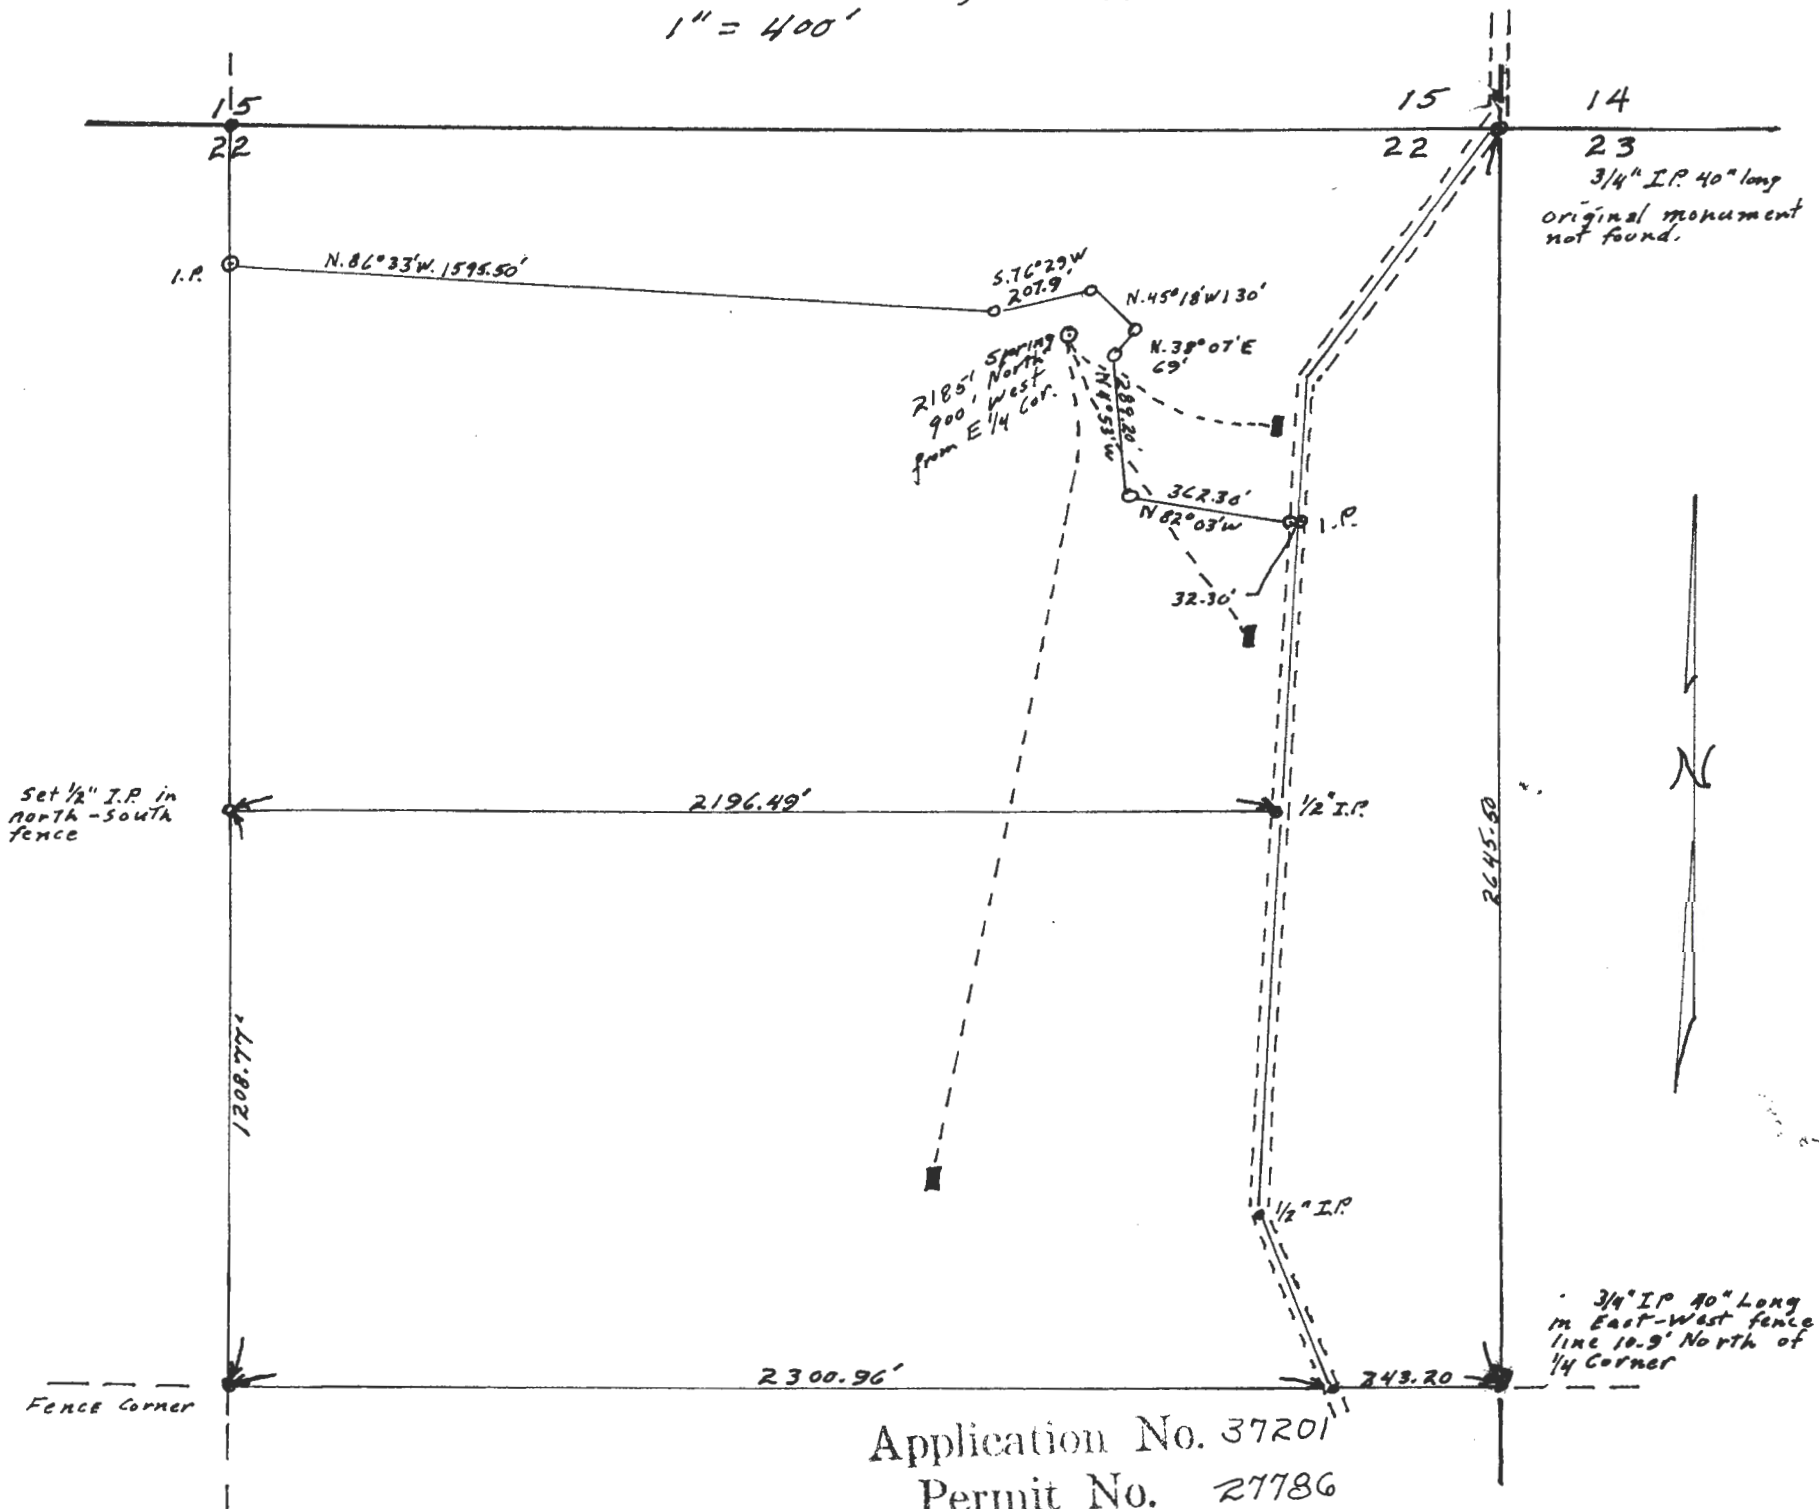 1" = 400'
15
15
14
22
22
23
3/4" I.P. 40" long
original monument
not found.
I.P.
N.86°33'W. 1595.50'
S.76°29'W
207.9'
N.45°18'W 130'
N.38°07'E
69'
Spring
2185' North
900' West
from E 1/4 Cor.
289.20'
N4°53'W
362.30'
N 82°03'W
I.P.
32.30'
Set 1/2" I.P. in
north-south
fence
2196.49'
1/2" I.P.
2645.50
N
1208.77'
1/2" I.P.
3/4" I.P. 40" Long
in East-West fence
line 10.9' North of
1/4 Corner
2300.96'
243.20
Fence Corner
Application No. 37201
Permit No. 27786